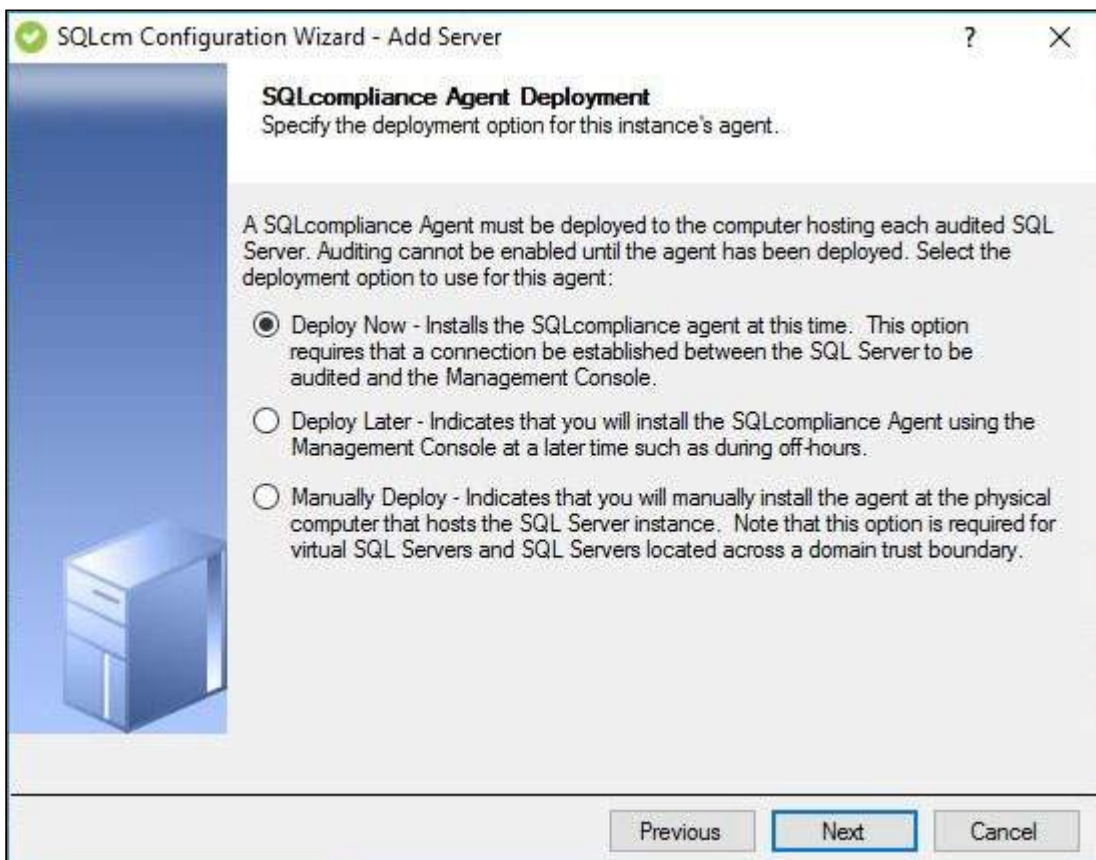 SQLcm Configuration Wizard - Add Server ?
SQLcompliance Agent Deployment
Specify the deployment option for this instance's agent.
A SQLcompliance Agent must be deployed to the computer hosting each audited SQL
Server. Auditing cannot be enabled until the agent has been deployed. Select the
deployment option to use for this agent:
Deploy Now - Installs the SQLcompliance agent at this time. This option
requires that a connection be established between the SQL Server to be
audited and the Management Console.
Deploy Later - Indicates that you will install the SQLcompliance Agent using the
Management Console at a later time such as during off-hours.
Manually Deploy - Indicates that you will manually install the agent at the physical
computer that hosts the SQL Server instance. Note that this option is required for
virtual SQL Servers and SQL Servers located across a domain trust boundary.
Previous Next Cancel